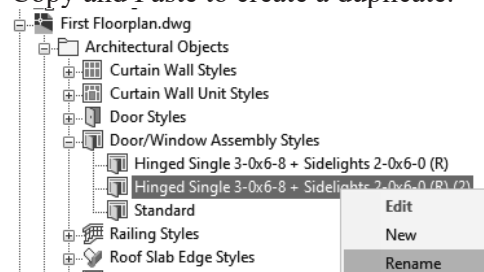 Copy and Paste to create a duplicate.
First Floorplan.dwg
Architectural Objects
Curtain Wall Styles
Curtain Wall Unit Styles
Door Styles
Door/Window Assembly Styles
Hinged Single 3-0x6-8 + Sidelights 2-0x6-0 (R)
Hinged Single 3-0x6-8 + Sidelights 2-0x6-0 (R) (2)
Standard
Edit
Railing Styles
New
Roof Slab Edge Styles
Rename